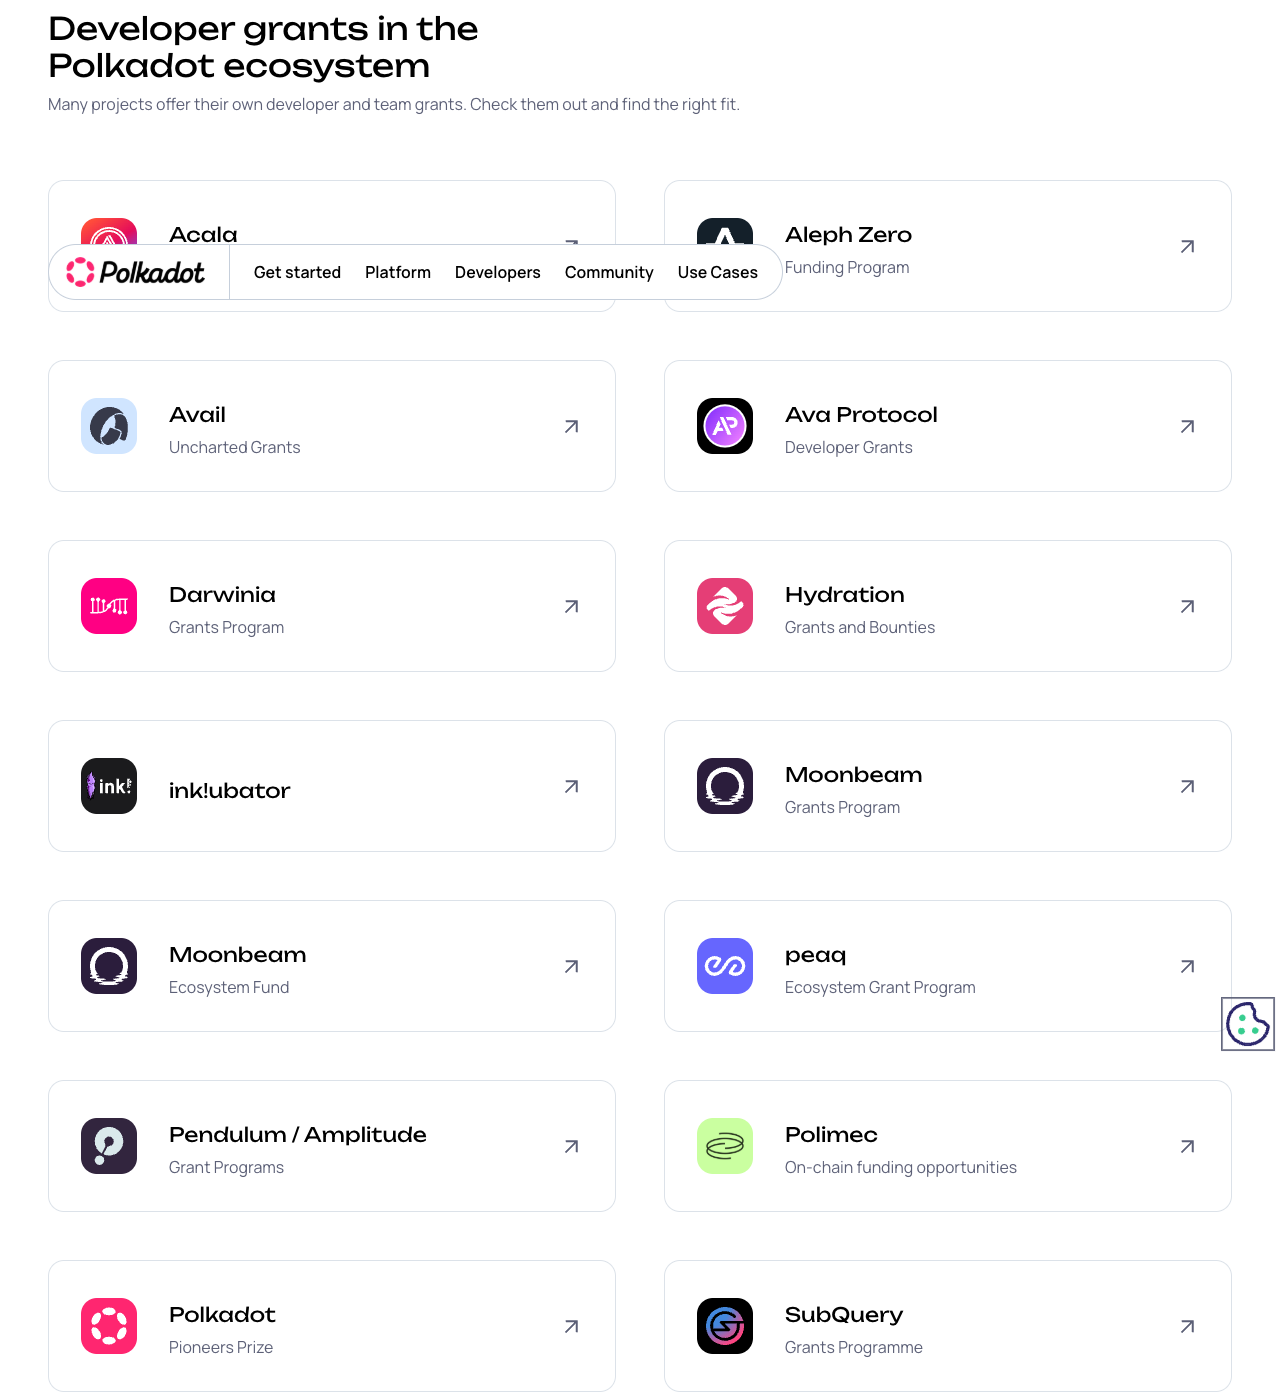 Developer grants in the
Polkadot ecosystem
Many projects offer their own developer and team grants. Check them out and find the right fit.
Acala
Aleph Zero
Funding Program
Polkadot
Get started
Platform
Developers
Community
Use Cases
Avail
Uncharted Grants
Ava Protocol
Developer Grants
Darwinia
Grants Program
Hydration
Grants and Bounties
ink!
ink!ubator
Moonbeam
Grants Program
Moonbeam
Ecosystem Fund
peaq
Ecosystem Grant Program
Pendulum / Amplitude
Grant Programs
Polimec
On-chain funding opportunities
Polkadot
Pioneers Prize
SubQuery
Grants Programme